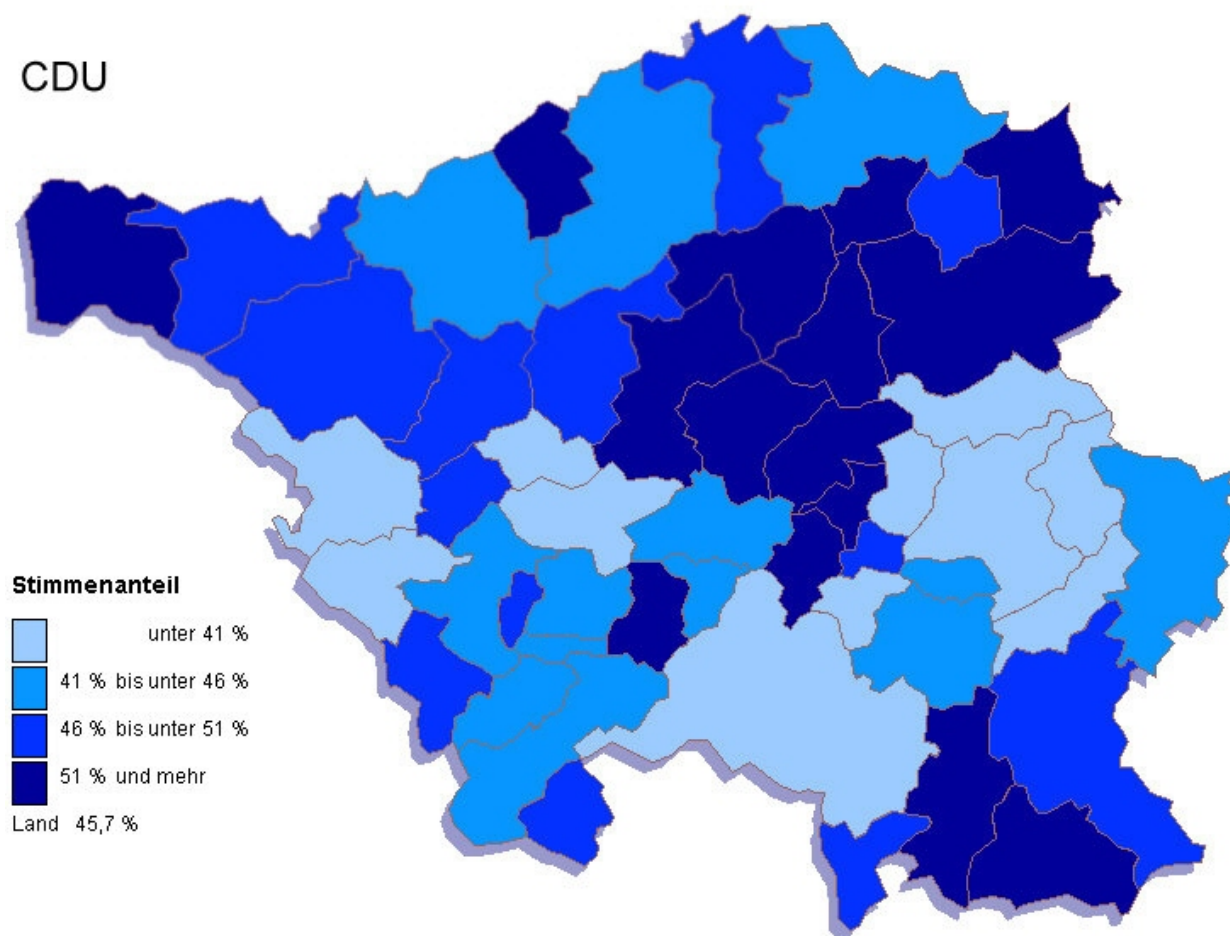 CDU
Stimmenanteil
unter 41 %
41 % bis unter 46 %
46 % bis unter 51 %
51 % und mehr
Land 45,7 %